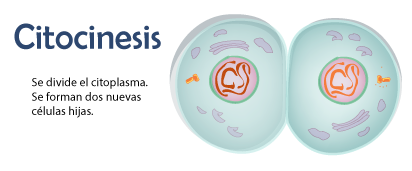 Citocinesis
Se divide el citoplasma.
Se forman dos nuevas
células hijas.